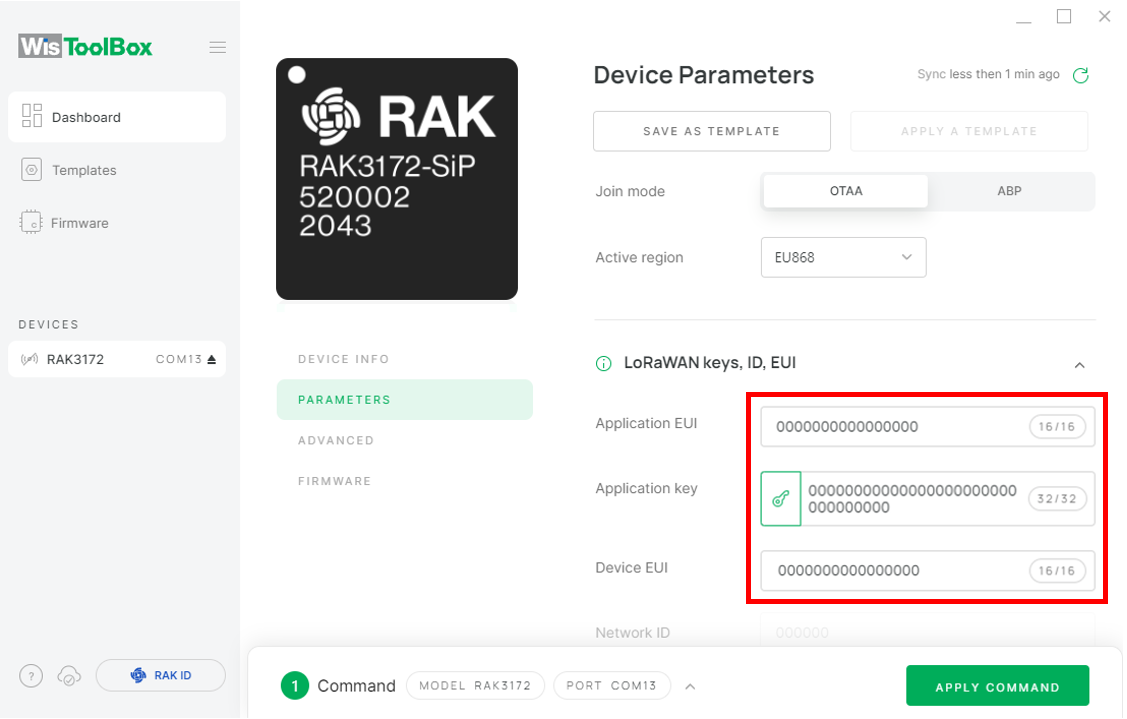 WisToolBox
Dashboard
Templates
Firmware
DEVICES
RAK3172 COM13
?
RAK ID
RAK
RAK3172-SiP
520002
2043
DEVICE INFO
PARAMETERS
ADVANCED
FIRMWARE
Device Parameters
Sync less then 1 min ago
SAVE AS TEMPLATE
APPLY A TEMPLATE
Join mode
OTAA
ABP
Active region
EU868
LoRaWAN keys, ID, EUI
Application EUI
0000000000000000 16/16
Application key
00000000000000000000000
000000000
32/32
Device EUI
0000000000000000 16/16
Network ID
000000
1 Command MODEL RAK3172 PORT COM13
APPLY COMMAND